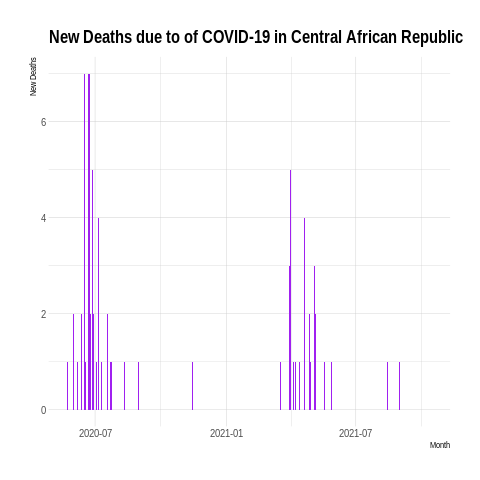 New Deaths due to of COVID-19 in Central African Republic
New Deaths
6
4
2
0
2020-07
2021-01
2021-07
Month